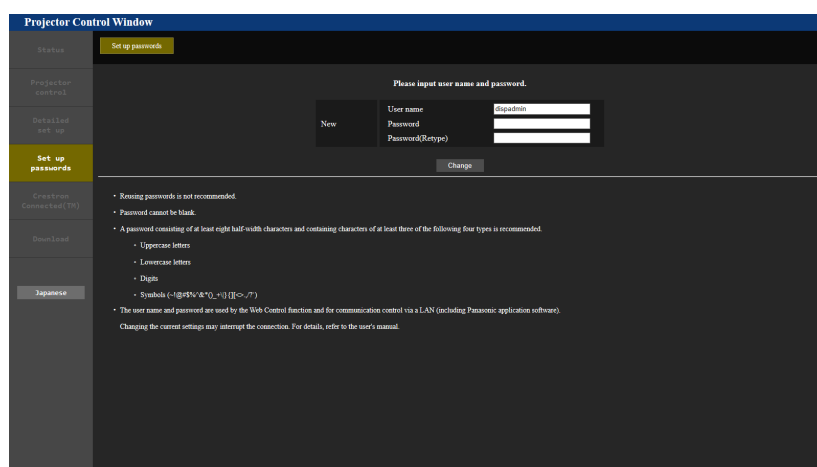 Projector Control Window
Status
Projector
control
Detailed
set up
Set up
passwords
Crestron
Connected(TM)
Download
Japanese
Set up passwords
Please input user name and password.
New
User name
dispadmin
Password
Password(Retype)
Change
• Reusing passwords is not recommended.
• Password cannot be blank.
• A password consisting of at least eight half-width characters and containing characters of at least three of the following four types is recommended.
• Uppercase letters
• Lowercase letters
• Digits
• Symbols
• The user name and password are used by the Web Control function and for communication control via a LAN (including Panasonic application software).
Changing the current settings may interrupt the connection. For details, refer to the user's manual.